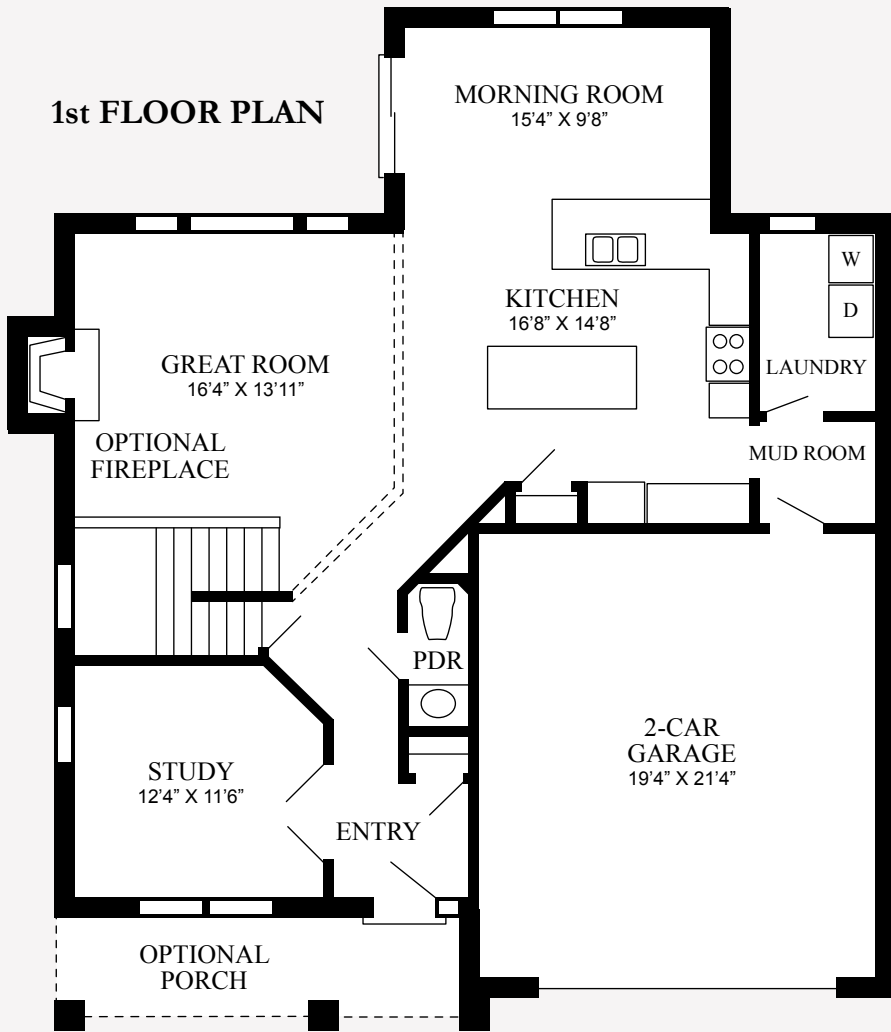 1st FLOOR PLAN
MORNING ROOM
15'4” X 9'8”
KITCHEN
16'8” X 14'8”
W
D
LAUNDRY
GREAT ROOM
16'4” X 13'11”
OPTIONAL
FIREPLACE
MUD ROOM
PDR
2-CAR
GARAGE
19'4” X 21'4”
STUDY
12'4” X 11'6”
ENTRY
OPTIONAL
PORCH